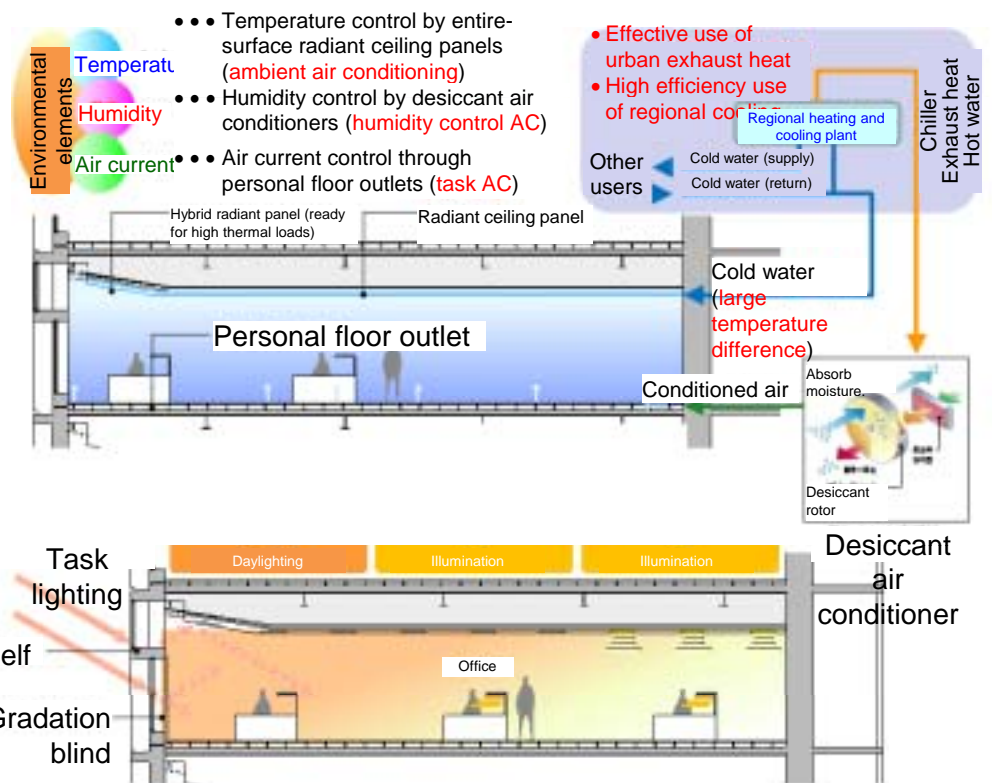 Environmental
elements
Temperatu
Humidity
Air current
••• Temperature control by entire-
surface radiant ceiling panels
(ambient air conditioning)
••• Humidity control by desiccant air
conditioners (humidity control AC)
••• Air current control through
personal floor outlets (task AC)
• Effective use of
urban exhaust heat
• High efficiency use
of regional
Regional heating and
cooling plant
Chiller
Exhaust heat
Hot water
Other
users
Cold water (supply)
Cold water (return)
Hybrid radiant panel (ready
for high thermal loads)
Radiant ceiling panel
Cold water
(large
temperature
difference)
Personal floor outlet
Conditioned air
Absorb
moisture.
Desiccant
rotor
Desiccant
air
conditioner
Daylighting
Illumination
Illumination
Task
lighting
elf
Office
Gradation
blind